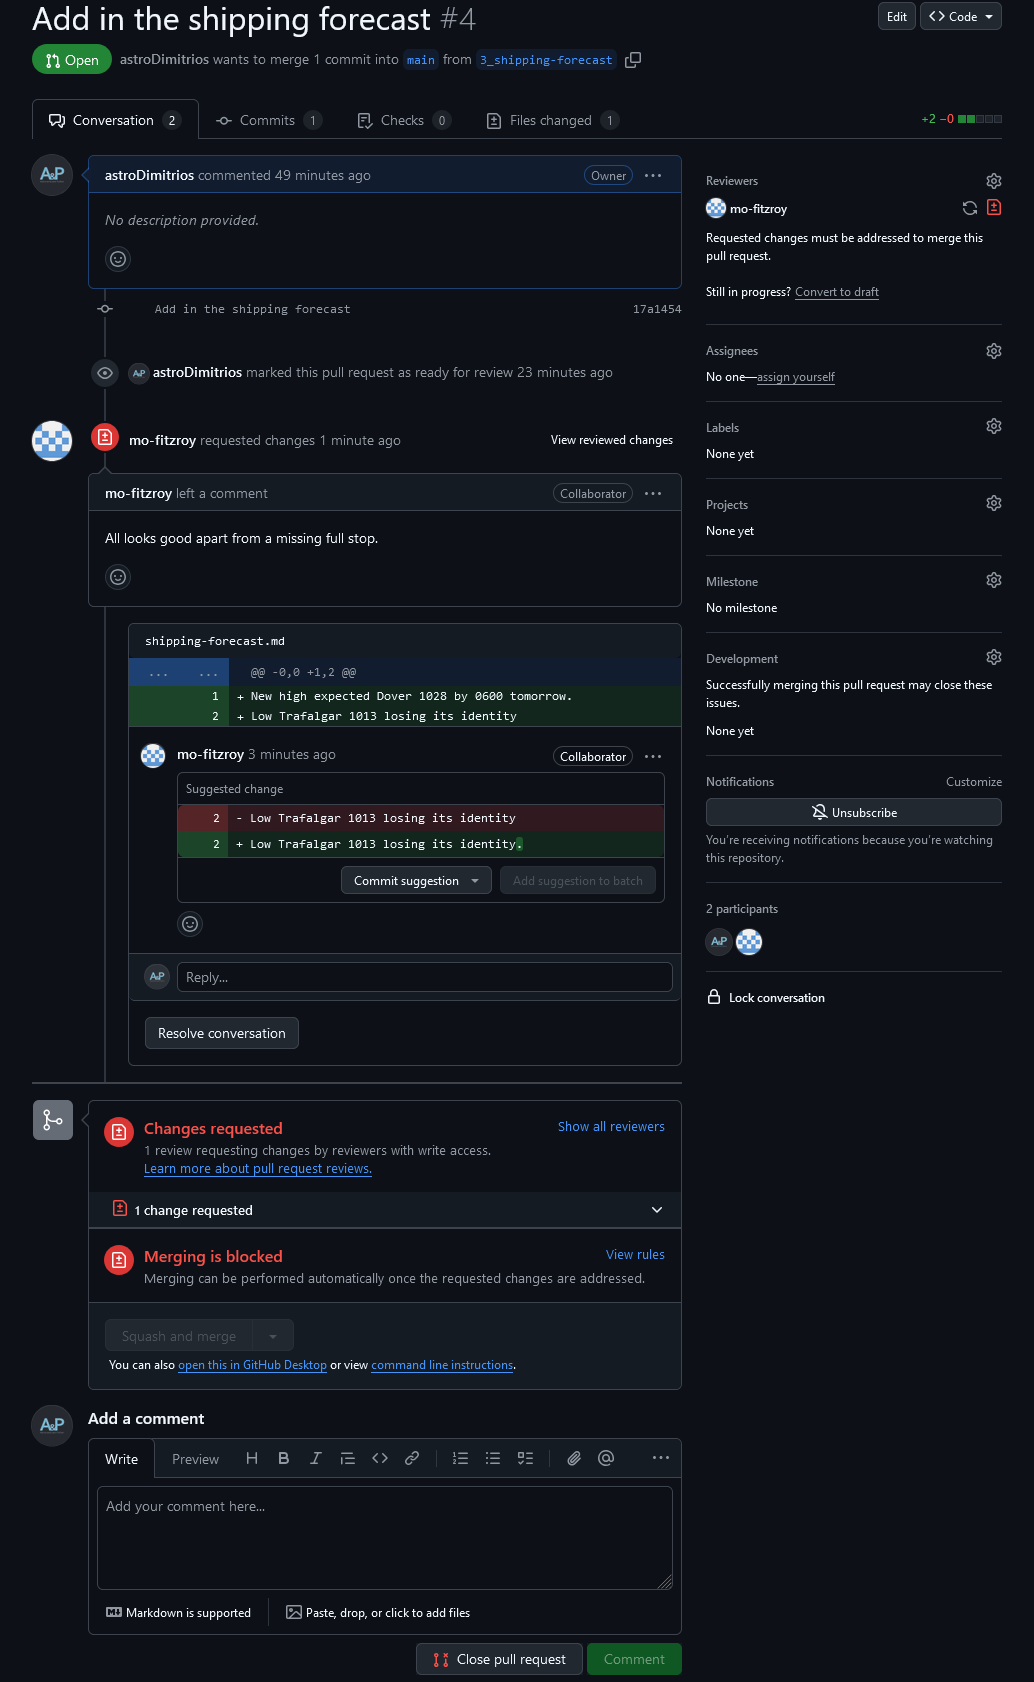 Add in the shipping forecast #4
Edit
Code
Open
astroDimitrios wants to merge 1 commit into main from 3_shipping-forecast
Conversation 2
Commits 1
Checks 0
Files changed 1
+2 −0
A&P
astroDimitrios commented 49 minutes ago
Owner
No description provided.
Add in the shipping forecast
17a1454
A&P
astroDimitrios marked this pull request as ready for review 23 minutes ago
mo-fitzroy requested changes 1 minute ago
View reviewed changes
mo-fitzroy left a comment
Collaborator
All looks good apart from a missing full stop.
shipping-forecast.md
... ... @@ -0,0 +1,2 @@
1 + New high expected Dover 1028 by 0600 tomorrow.
2 + Low Trafalgar 1013 losing its identity
mo-fitzroy 3 minutes ago
Collaborator
Suggested change
2 - Low Trafalgar 1013 losing its identity
2 + Low Trafalgar 1013 losing its identity.
Commit suggestion
Add suggestion to batch
A&P
Reply...
Resolve conversation
Changes requested
Show all reviewers
1 review requesting changes by reviewers with write access.
Learn more about pull request reviews.
1 change requested
Merging is blocked
View rules
Merging can be performed automatically once the requested changes are addressed.
Squash and merge
You can also open this in GitHub Desktop or view command line instructions.
A&P
Add a comment
Write
Preview
H B I
Add your comment here...
Markdown is supported
Paste, drop, or click to add files
Close pull request
Comment
Reviewers
mo-fitzroy
Requested changes must be addressed to merge this
pull request.
Still in progress? Convert to draft
Assignees
No one—assign yourself
Labels
None yet
Projects
None yet
Milestone
No milestone
Development
Successfully merging this pull request may close these
issues.
None yet
Notifications
Customize
Unsubscribe
You're receiving notifications because you're watching
this repository.
2 participants
A&P
Lock conversation